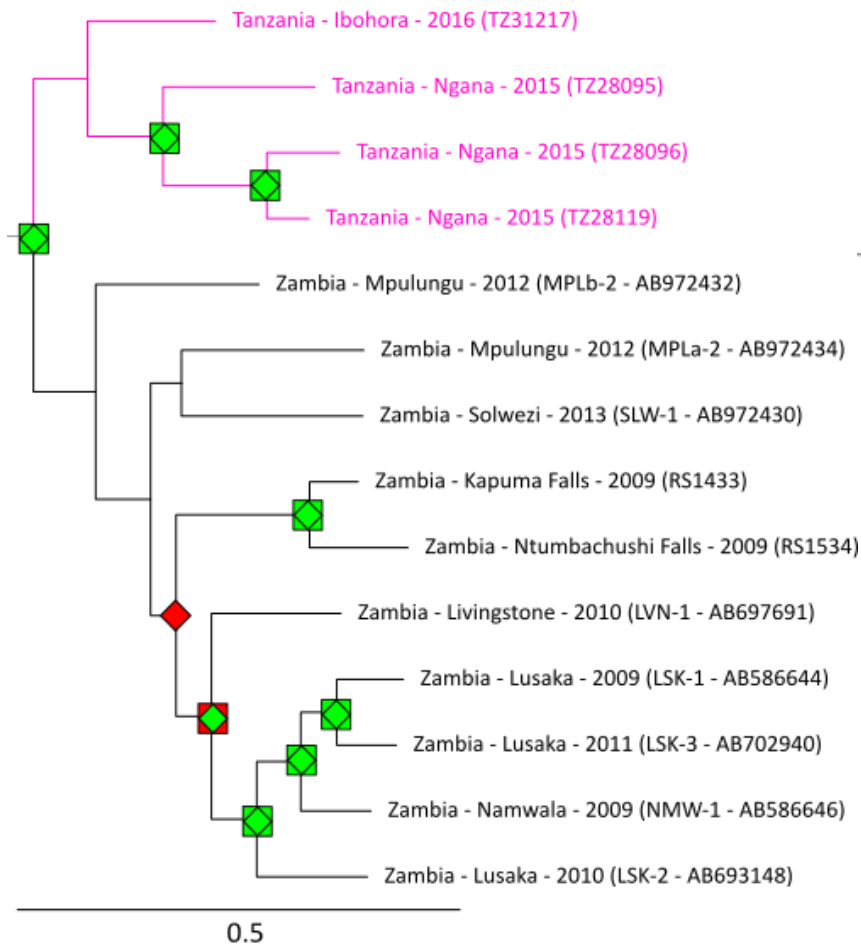 Tanzania - Ibohora - 2016 (TZ31217)
Tanzania - Ngana - 2015 (TZ28095)
Tanzania - Ngana - 2015 (TZ28096)
Tanzania - Ngana - 2015 (TZ28119)
Zambia - Mpulungu - 2012 (MPLb-2 - AB972432)
Zambia - Mpulungu - 2012 (MPLa-2 - AB972434)
Zambia - Solwezi - 2013 (SLW-1 - AB972430)
Zambia - Kapuma Falls - 2009 (RS1433)
Zambia - Ntumbachushi Falls - 2009 (RS1534)
Zambia - Livingstone - 2010 (LVN-1 - AB697691)
Zambia - Lusaka - 2009 (LSK-1 - AB586644)
Zambia - Lusaka - 2011 (LSK-3 - AB702940)
Zambia - Namwala - 2009 (NMW-1 - AB586646)
Zambia - Lusaka - 2010 (LSK-2 - AB693148)
0.5